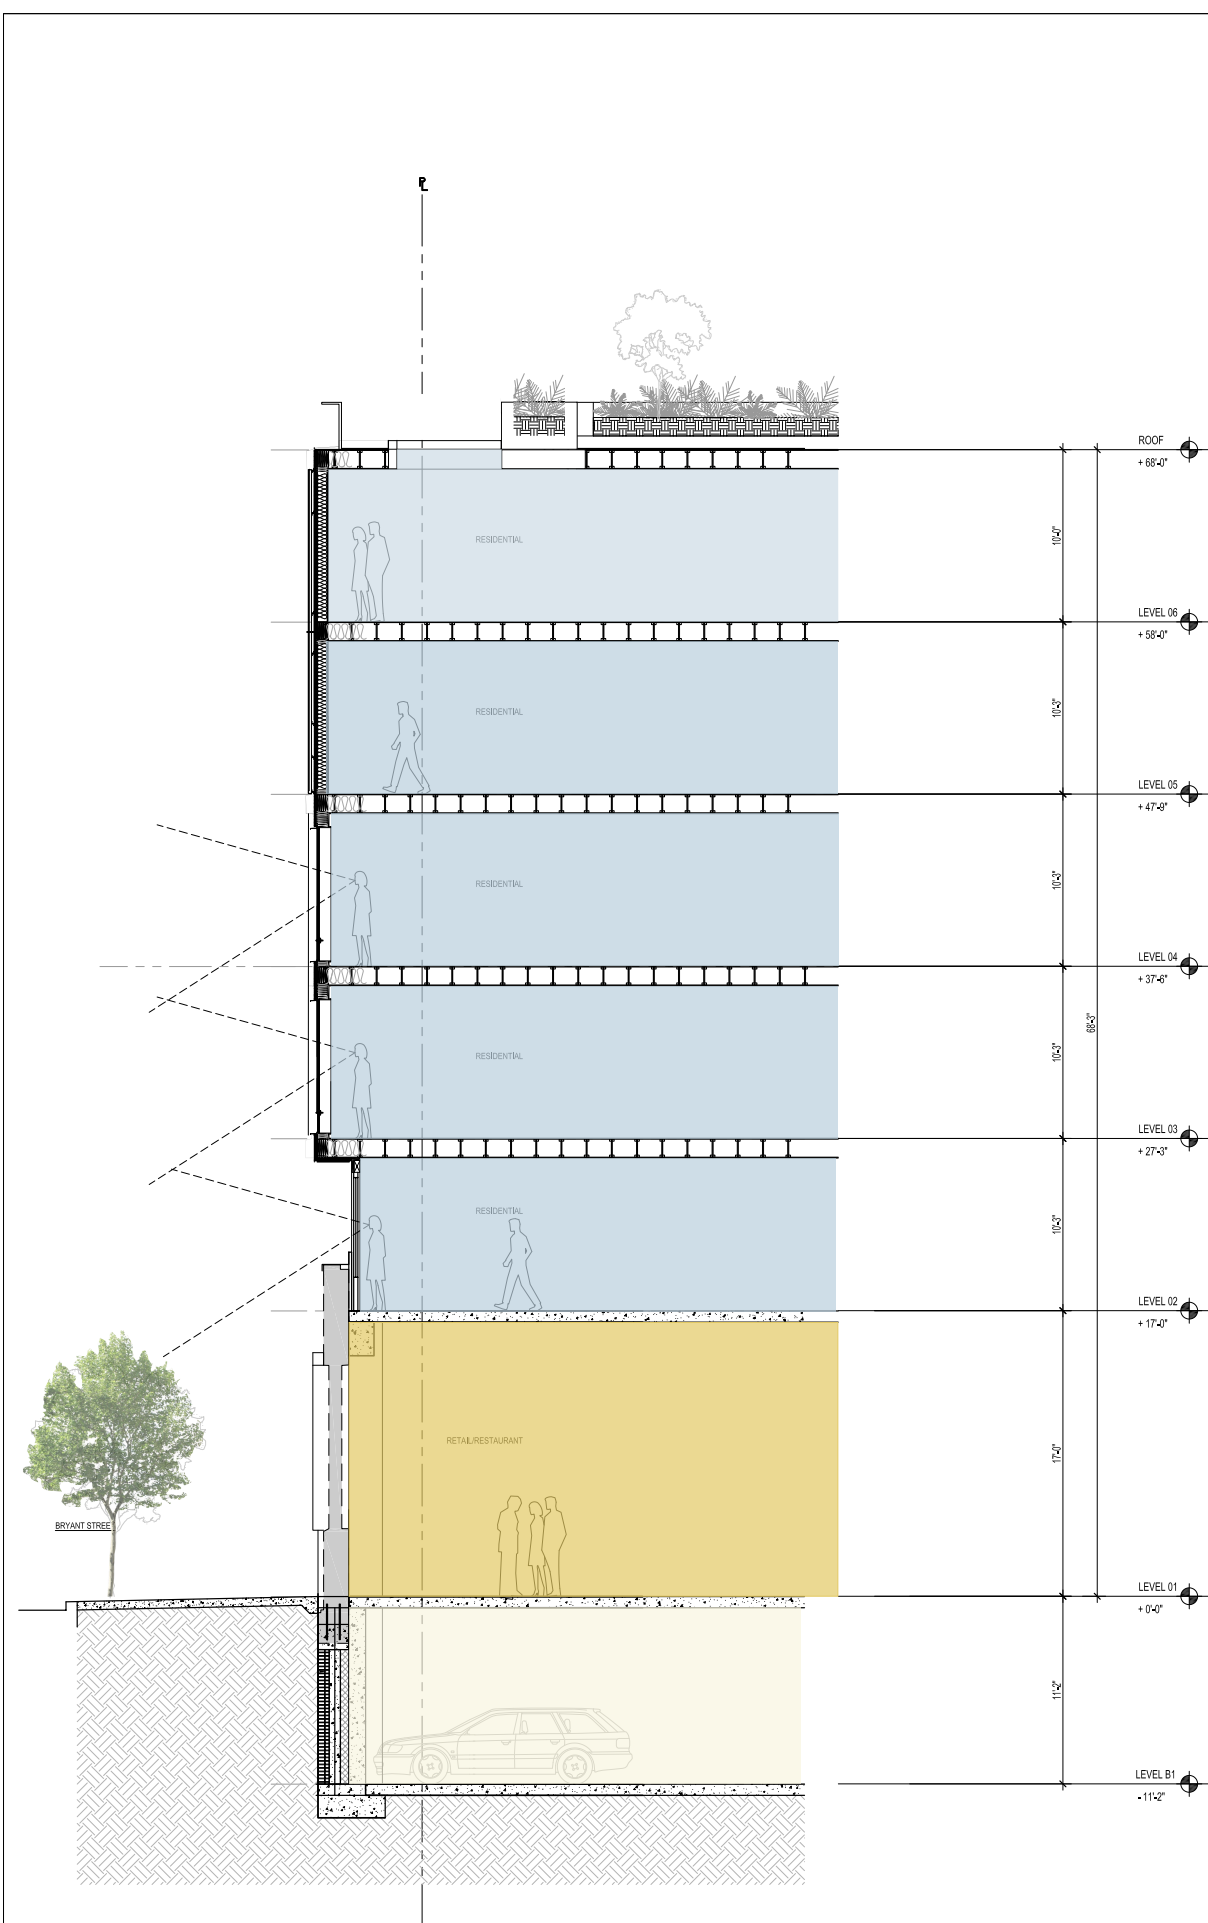 PL
ROOF
+ 68'-0"
10'-0"
RESIDENTIAL
LEVEL 06
+ 58'-0"
10'-3"
RESIDENTIAL
LEVEL 05
+ 47'-9"
10'-3"
RESIDENTIAL
LEVEL 04
+ 37'-6"
10'-3"
68'-3"
RESIDENTIAL
LEVEL 03
+ 27'-3"
10'-3"
RESIDENTIAL
LEVEL 02
+ 17'-0"
17'-0"
RETAIL/RESTAURANT
BRYANT STREE
LEVEL 01
+ 0'-0"
11'-2"
LEVEL B1
- 11'-2"